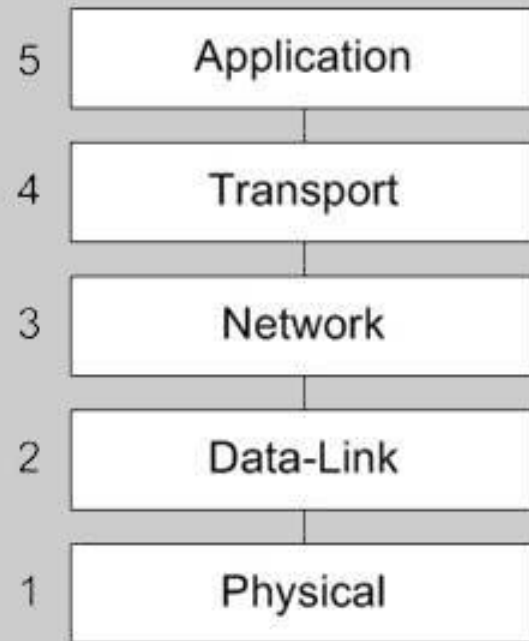 5 Application
4 Transport
3 Network
2 Data-Link
1 Physical